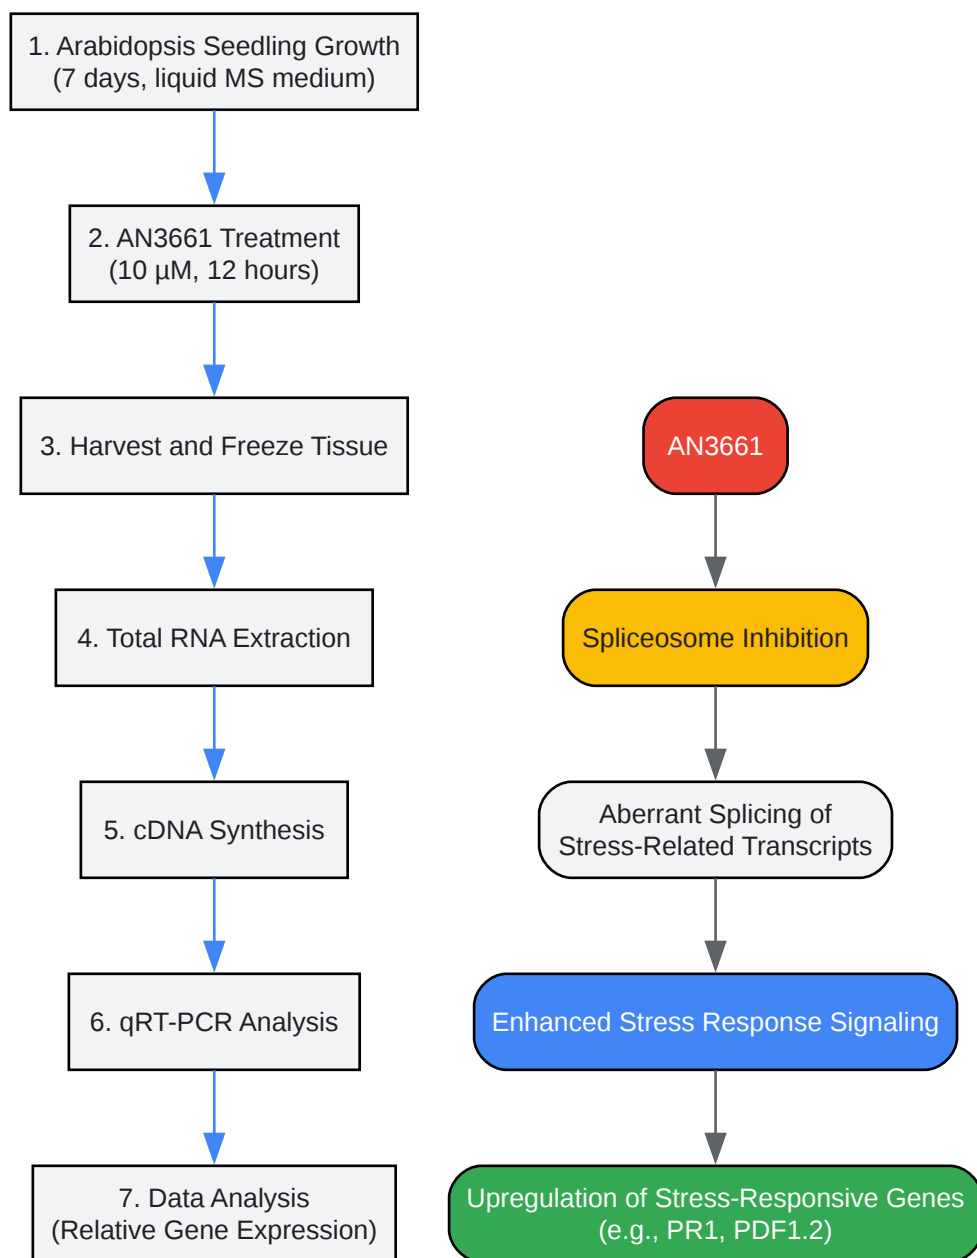 1. Arabidopsis Seedling Growth
(7 days, liquid MS medium)
2. AN3661 Treatment
(10 µM, 12 hours)
3. Harvest and Freeze Tissue
4. Total RNA Extraction
5. cDNA Synthesis
6. qRT-PCR Analysis
7. Data Analysis
(Relative Gene Expression)
AN3661
Spliceosome Inhibition
Aberrant Splicing of
Stress-Related Transcripts
Enhanced Stress Response Signaling
Upregulation of Stress-Responsive Genes
(e.g., PR1, PDF1.2)